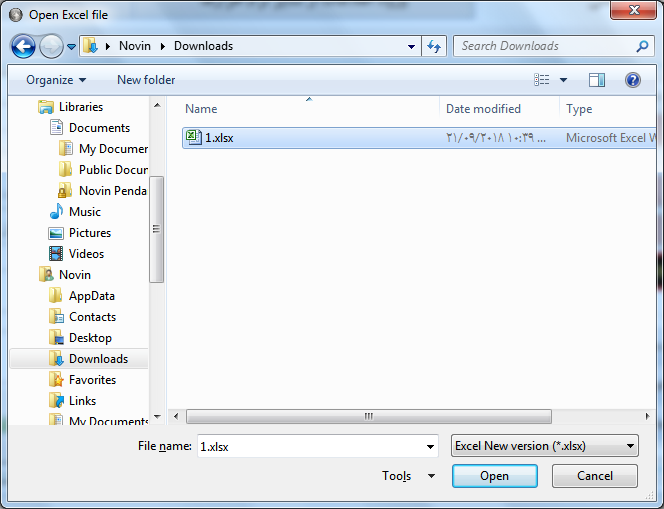 Open Excel file
Novin
Downloads
Search Downloads
Organize
New folder
Name
Date modified
Type
1.xlsx
۲۱/۰۹/۲۰۱۸ ۱۰:۳۹ ...
Microsoft Excel W
Libraries
Documents
My Documer
Public Docur
Novin Penda
Music
Pictures
Videos
Novin
AppData
Contacts
Desktop
Downloads
Favorites
Links
My Documents
File name:
1.xlsx
Excel New version (*.xlsx)
Tools
Open
Cancel